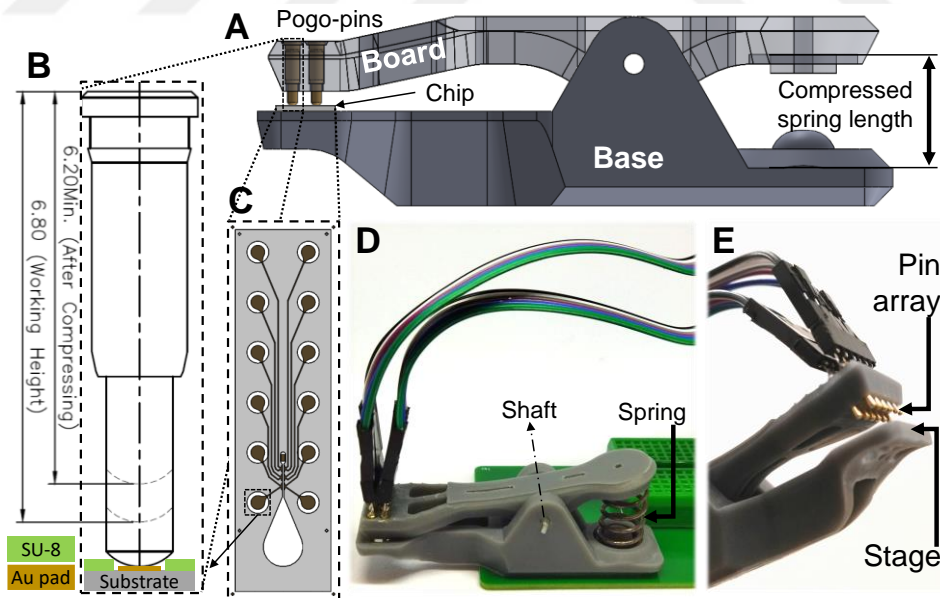 A
Pogo-pins
Board
Chip
Base
Compressed
spring length
B
6.20Min. (After Compressing)
6.80 (Working Height)
SU-8
Au pad
Substrate
C
D
Shaft
Spring
E
Pin
array
Stage